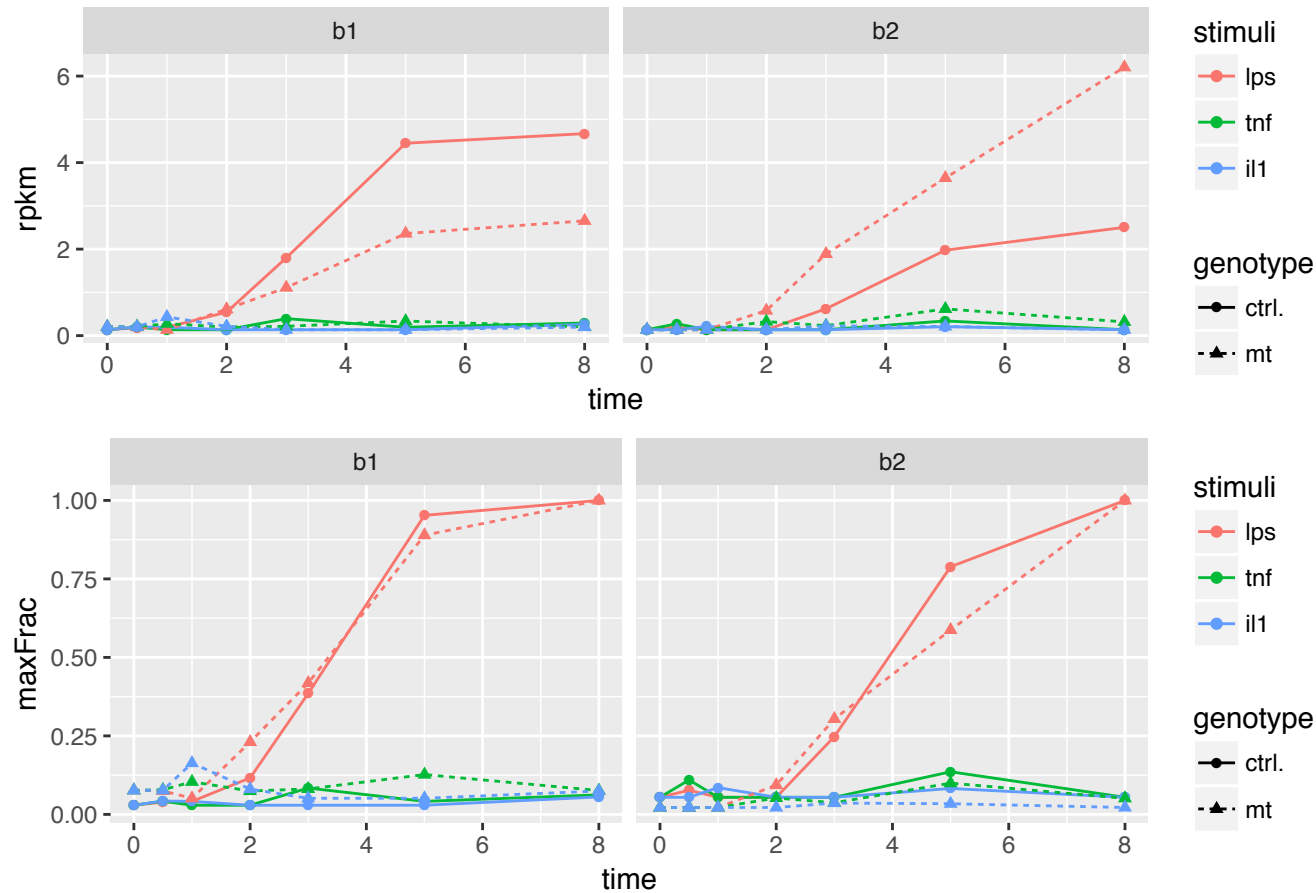 b1 b2
stimuli
lps
tnf
il1
genotype
ctrl.
mt
rpkm
6
4
2
0
0 2 4 6 8 0 2 4 6 8
time
b1 b2
stimuli
lps
tnf
il1
genotype
ctrl.
mt
maxFrac
1.00
0.75
0.50
0.25
0.00
0 2 4 6 8 0 2 4 6 8
time